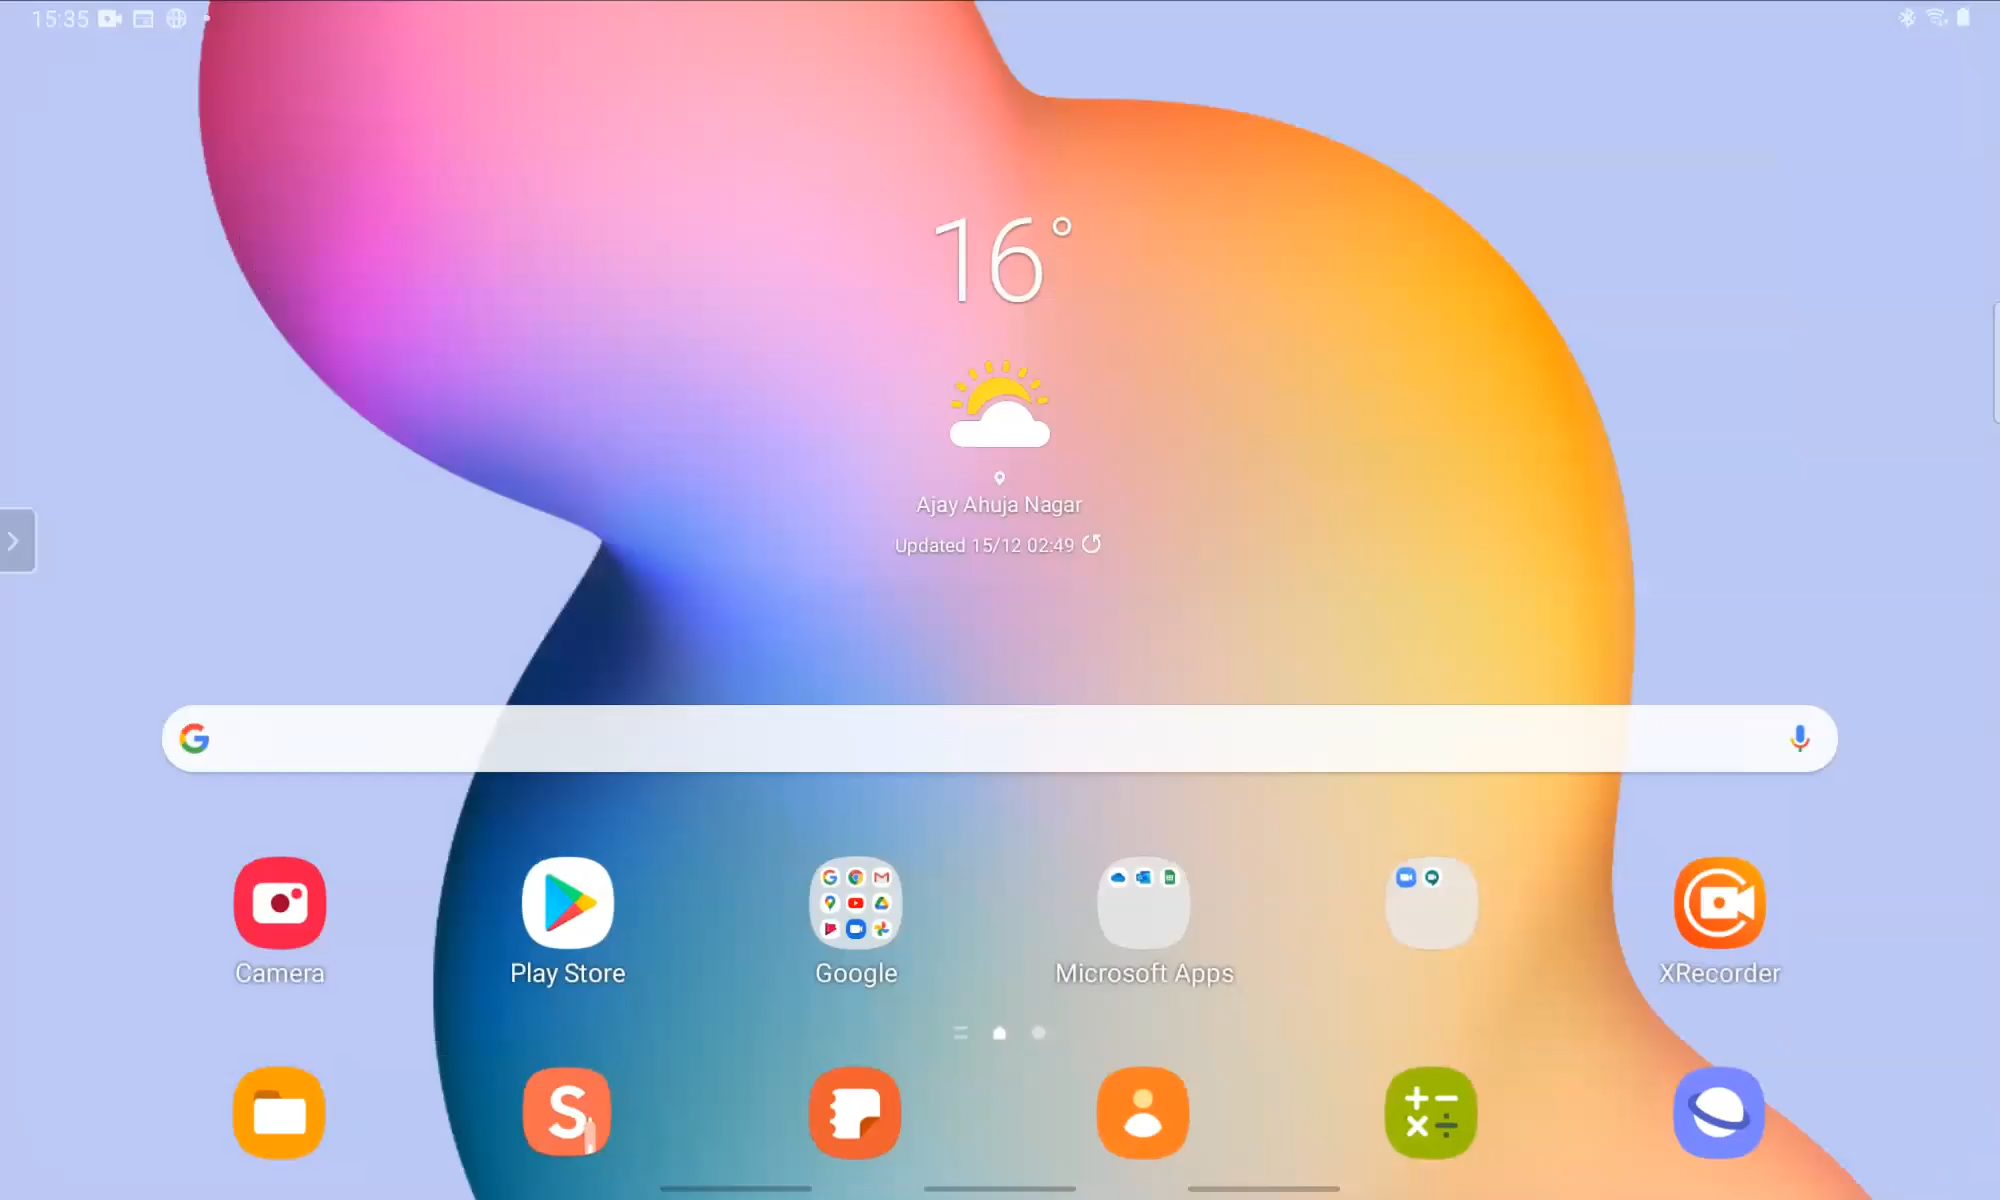 15:35
16°
Ajay Ahuja Nagar
Updated 15/12 02:49
Camera
Play Store
Google
Microsoft Apps
XRecorder